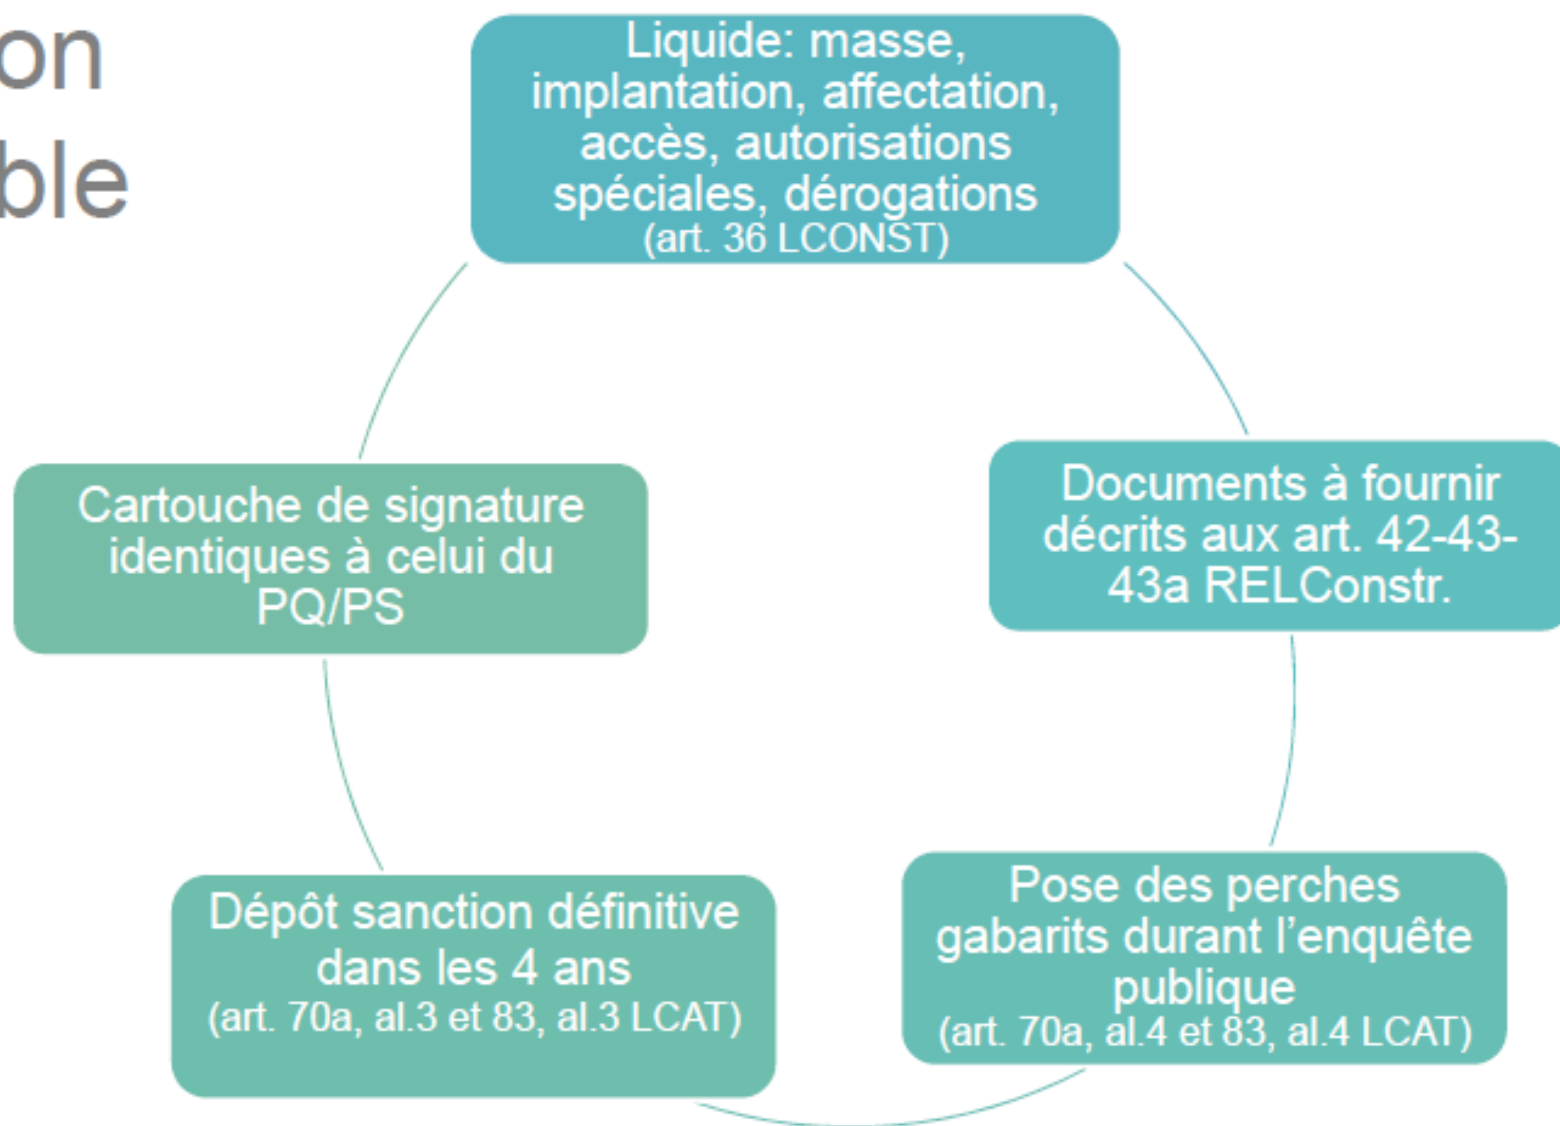 on
ble
Liquide: masse,
implantation, affectation,
accès, autorisations
spéciales, dérogations
(art. 36 LCONST)
Documents à fournir
décrits aux art. 42-43-
43a RELConstr.
Pose des perches
gabarits durant l’enquête
publique
(art. 70a, al.4 et 83, al.4 LCAT)
Dépôt sanction définitive
dans les 4 ans
(art. 70a, al.3 et 83, al.3 LCAT)
Cartouche de signature
identiques à celui du
PQ/PS